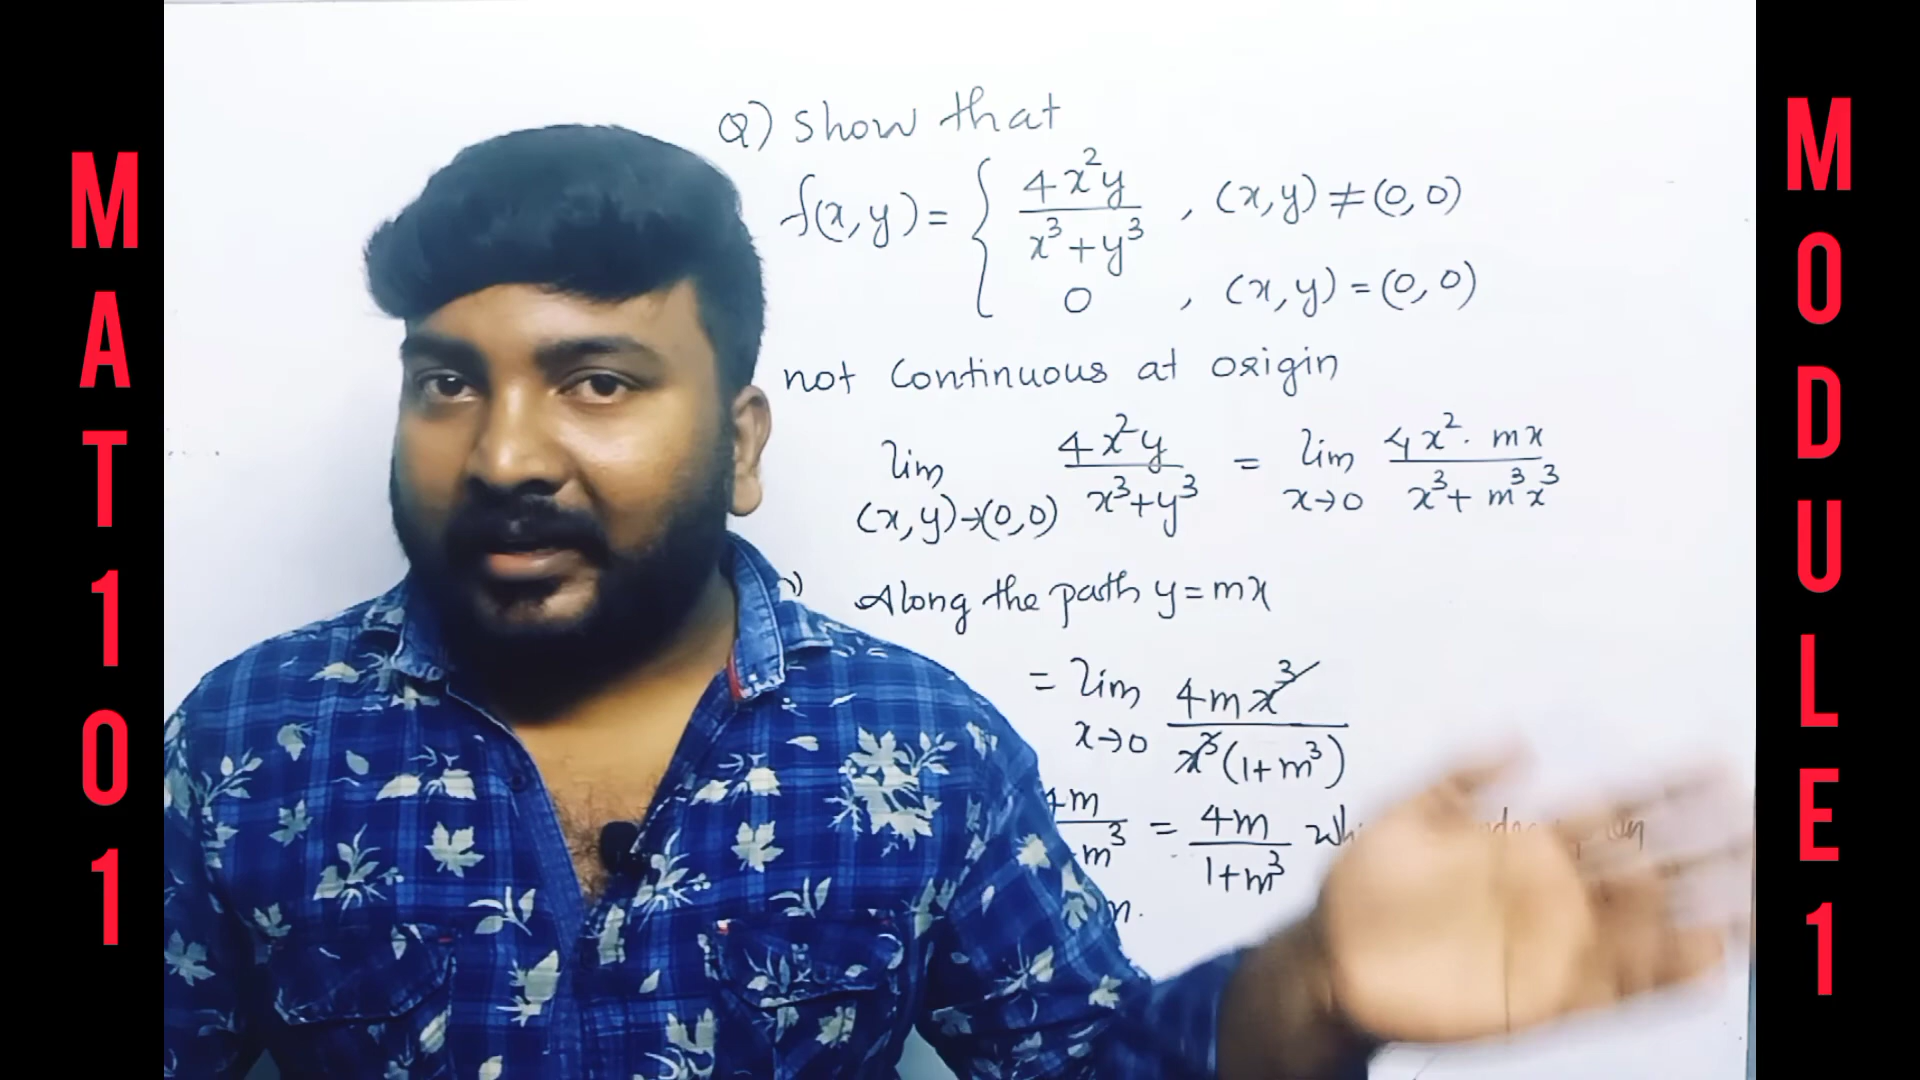 MAT101
Q) Show that
f(x,y) = { 4x²y / x³+y³ , (x,y) ≠ (0,0)
0 , (x,y) = (0,0)
not continuous at origin
lim (x,y)→(0,0) 4x²y / x³+y³ = lim x→0 4x². mx / x³+ m³x³
Along the path y = mx
= lim x→0 4mx³ / x³(1+m³)
4m / m³ = 4m / 1+m³
m.
MODULE1